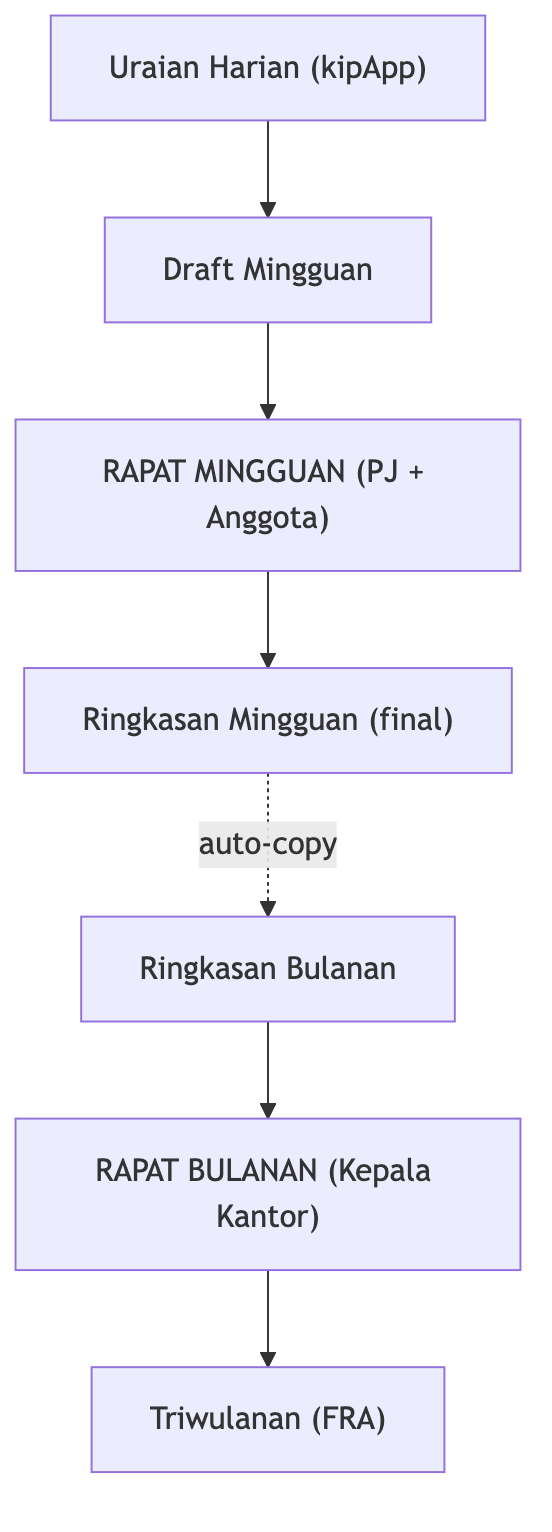 Uraian Harian (kipApp)
Draft Mingguan
RAPAT MINGGUAN (PJ +
Anggota)
Ringkasan Mingguan (final)
auto-copy
Ringkasan Bulanan
RAPAT BULANAN (Kepala
Kantor)
Triwulanan (FRA)